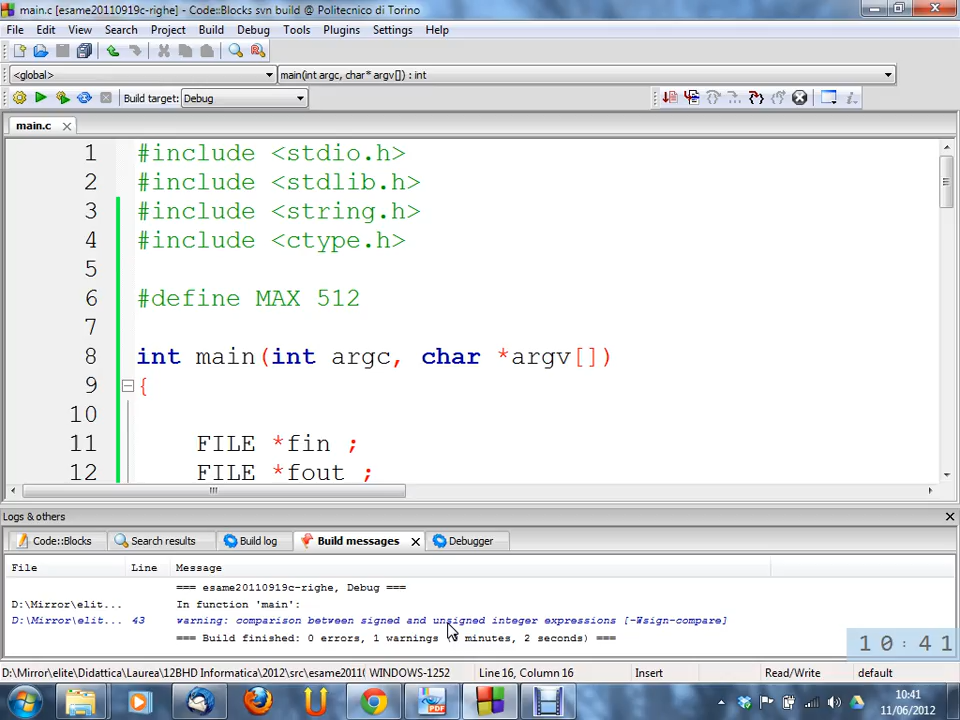 main.c [esame20110919c-righe] - Code::Blocks svn build @ Politecnico di Torino
File Edit View Search Project Build Debug Tools Plugins Settings Help
<global> main(int argc, char* argv[]) : int
Build target: Debug
main.c
1 #include <stdio.h>
2 #include <stdlib.h>
3 #include <string.h>
4 #include <ctype.h>
5
6 #define MAX 512
7
8 int main(int argc, char *argv[])
9 {
10
11 FILE *fin ;
12 FILE *fout ;
Logs & others
Code::Blocks Search results Build log Build messages Debugger
File Line Message
=== esame20110919c-righe, Debug ===
D:\Mirror\elit... In function 'main':
D:\Mirror\elit... 43 warning: comparison between signed and unsigned integer expressions [-Wsign-compare]
=== Build finished: 0 errors, 1 warnings minutes, 2 seconds) ===
10:41
D:\Mirror\elite\Didattica\Laurea\12BHD Informatica\2012\src\esame2011( WINDOWS-1252 Line 16, Column 16 Insert Read/Write default
10:41
11/06/2012